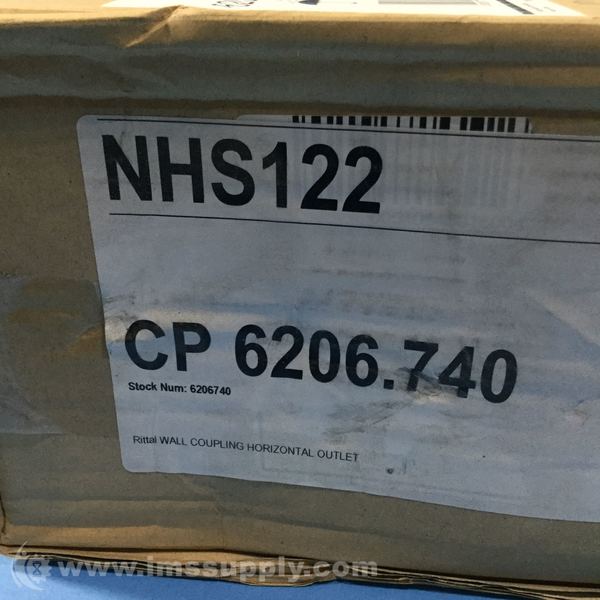 NHS122
CP 6206.740
Stock Num: 6206740
Rittal WALL COUPLING HORIZONTAL OUTLET
www.imssupply.com